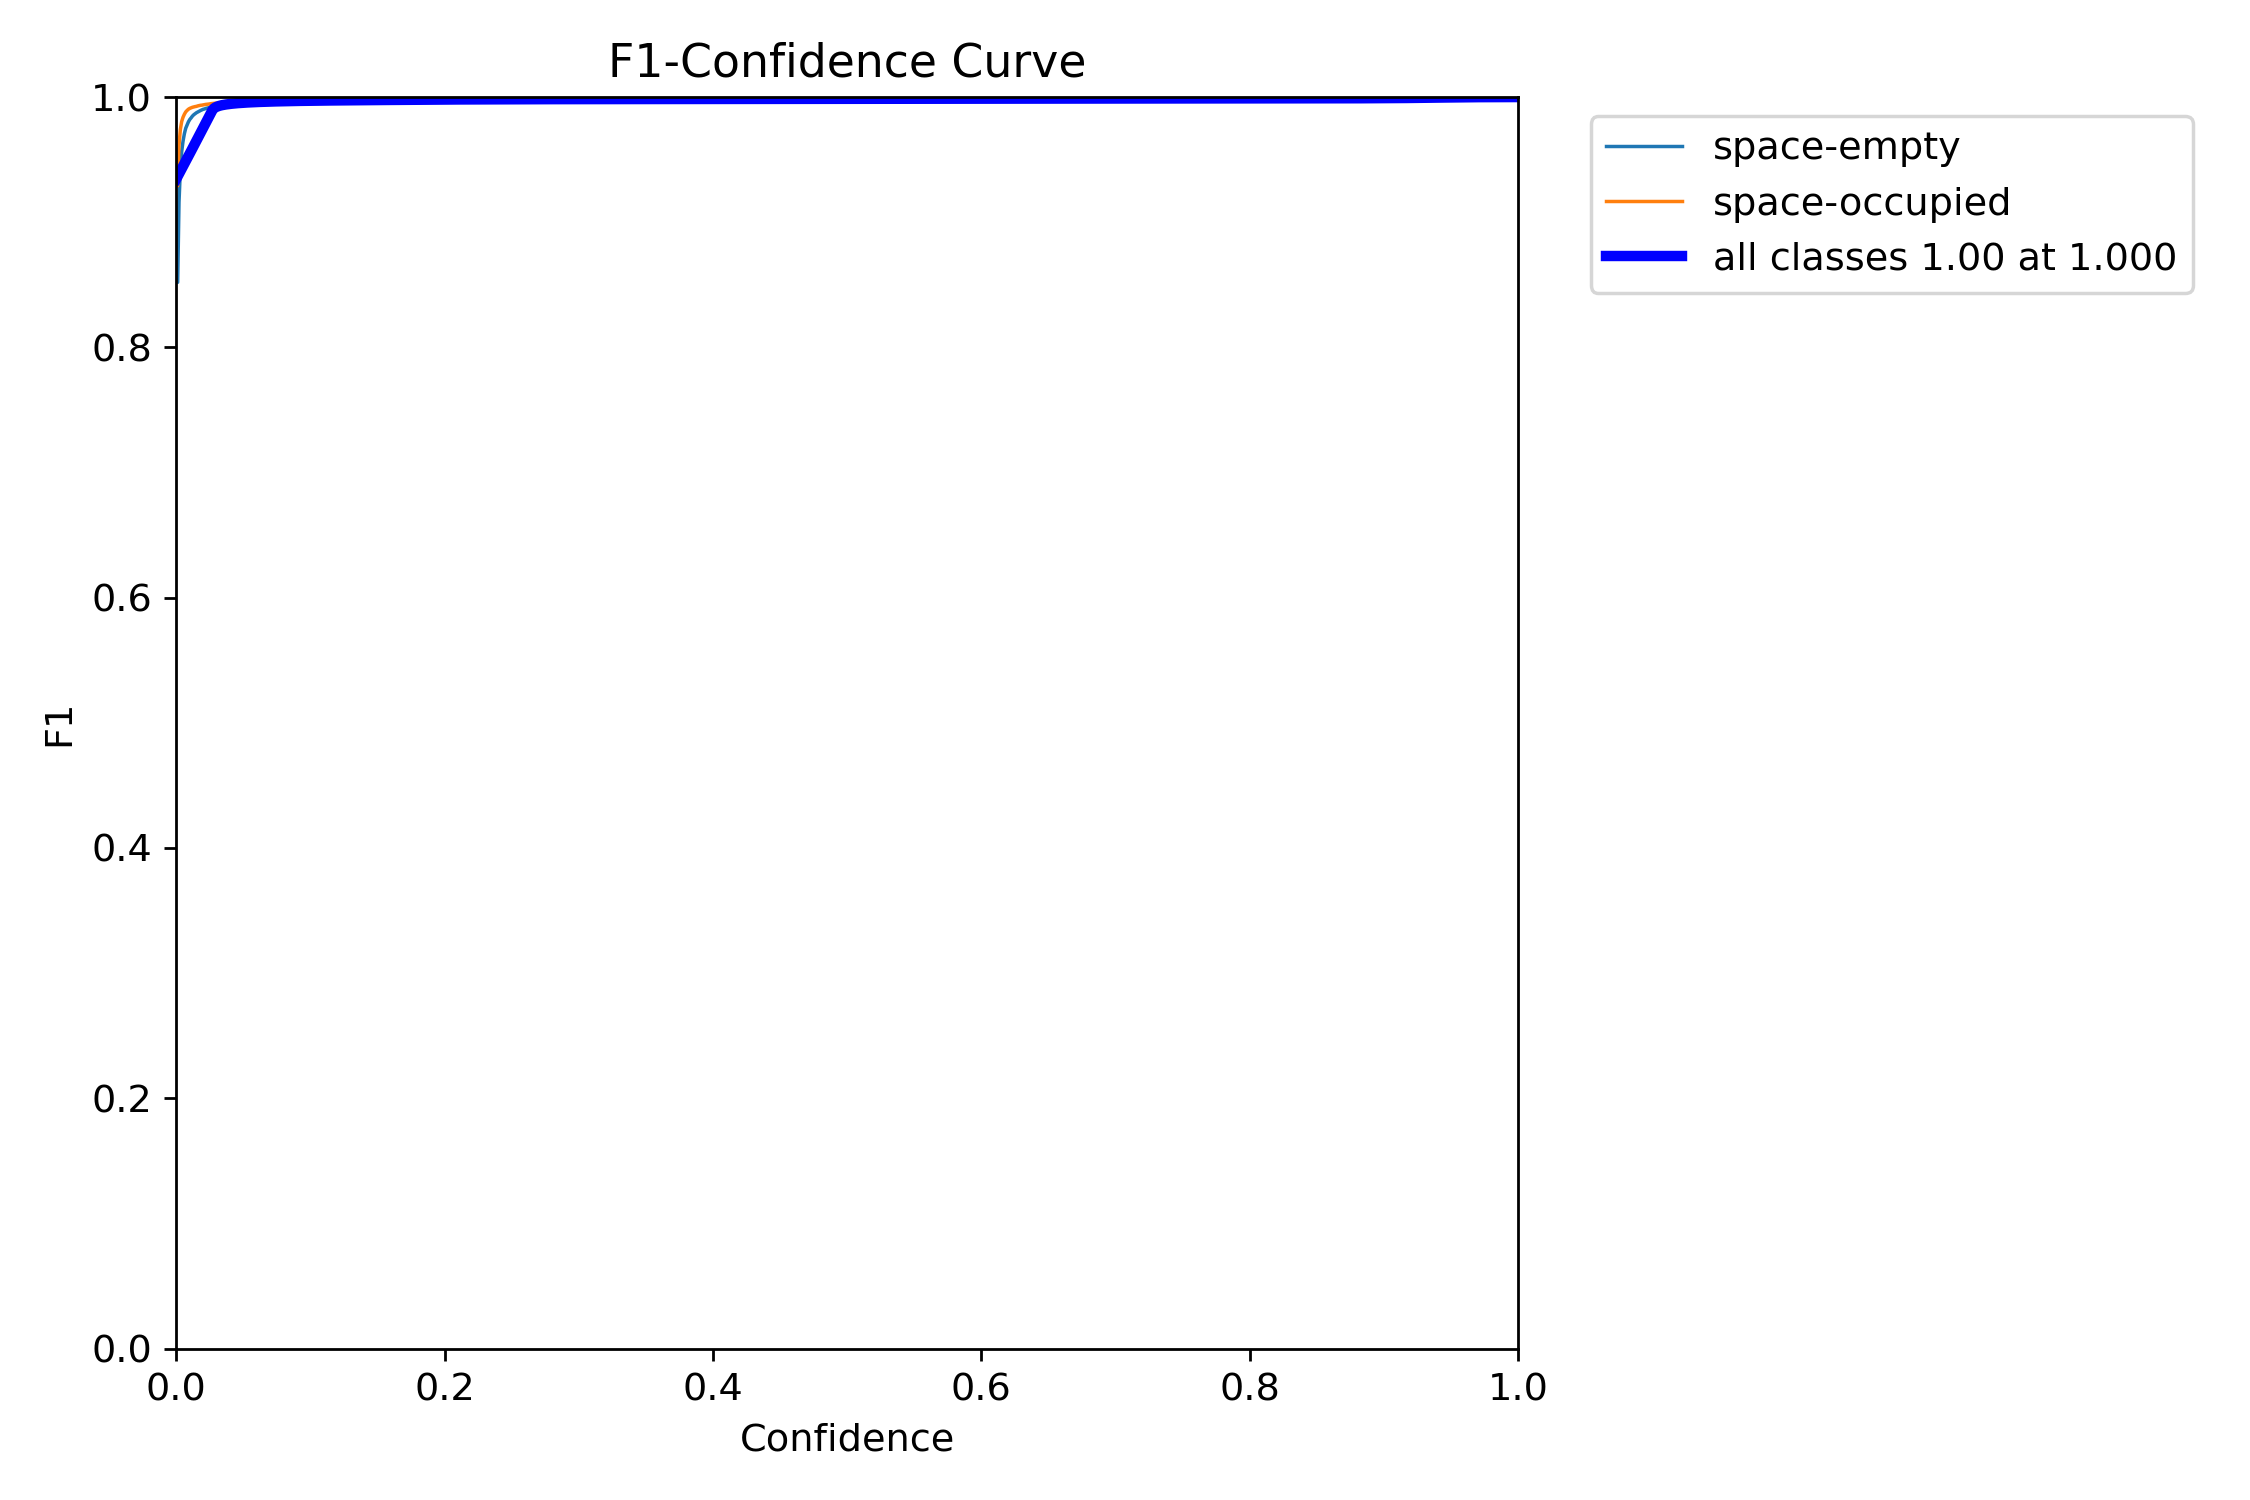 F1-Confidence Curve
1.0
0.8
0.6
0.4
0.2
0.0
F1
0.0 0.2 0.4 0.6 0.8 1.0
Confidence
space-empty
space-occupied
all classes 1.00 at 1.000